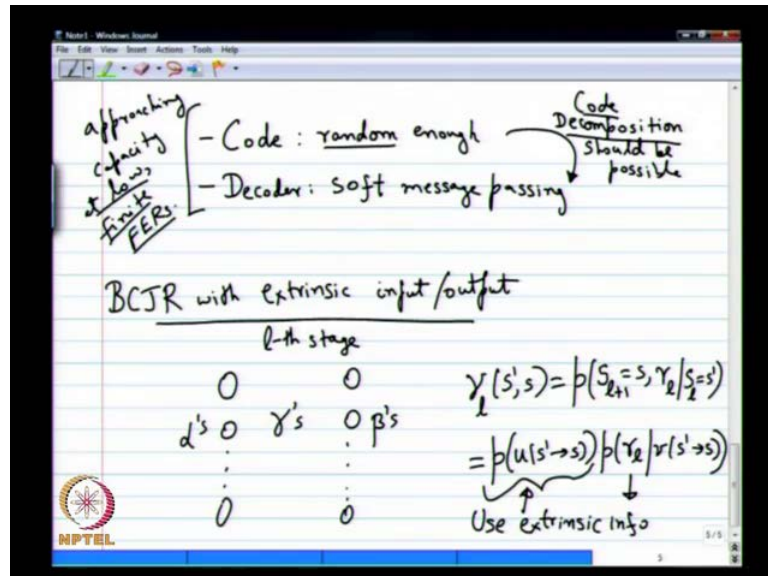 Note1 - Windows Journal
File Edit View Insert Actions Tools Help
approaching
capacity
at low,
finite
FERs.
- Code : random enough
- Decoder: soft message passing
Code
Decomposition
should be
possible
BCJR with extrinsic input/output
l-th stage
α's γ's β's
γ_l(s',s) = p(S_{l+1}=s, r_l | S_l=s')
= p(u(s'→s)) p(r_l | v(s'→s))
Use extrinsic info
NPTEL
5/5
5